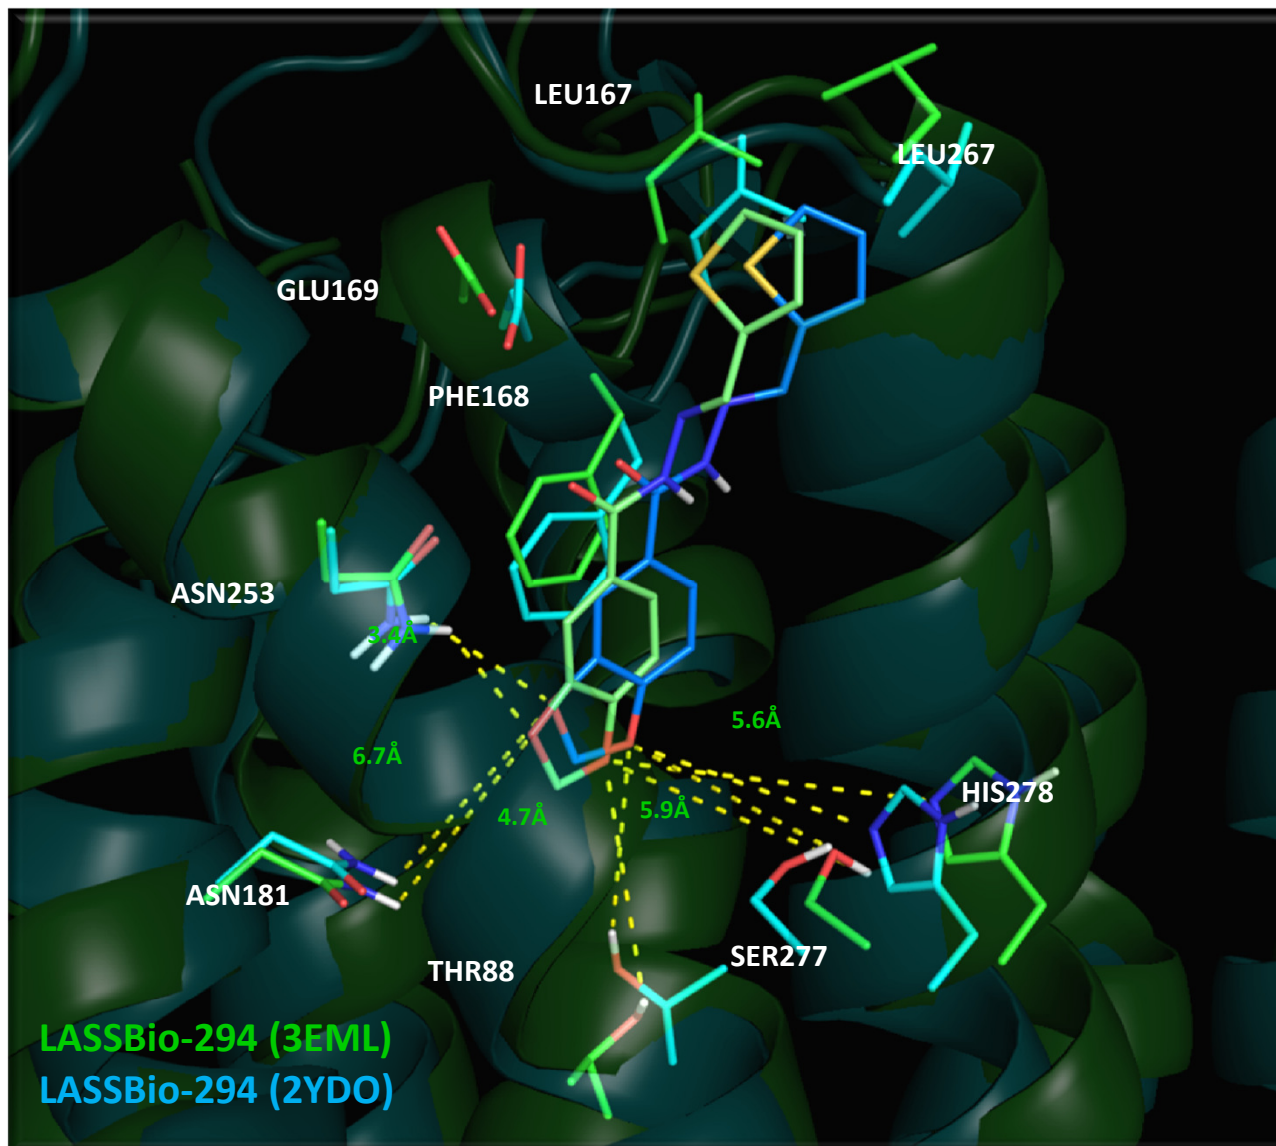 LEU167
LEU267
GLU169
PHE168
ASN253
3.4Å
5.6Å
6.7Å
HIS278
4.7Å
5.9Å
ASN181
SER277
THR88
LASSBio-294 (3EML)
LASSBio-294 (2YDO)